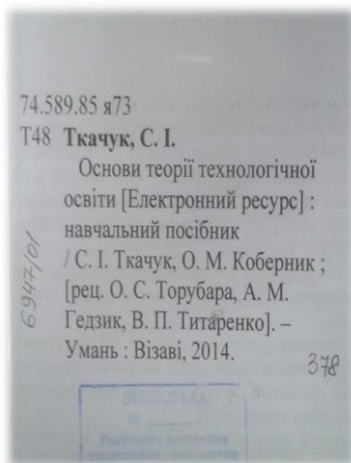 74.589.85 я73
Т48 Ткачук, С. І.
Основи теорії технологічної
освіти [Електронний ресурс] :
навчальний посібник
/ С. І. Ткачук, О. М. Коберник ;
[рец. О. С. Торубара, А. М.
Гедзик, В. П. Титаренко]. –
Умань : Візаві, 2014.
6947/01
378
БІБЛІОТЕКА